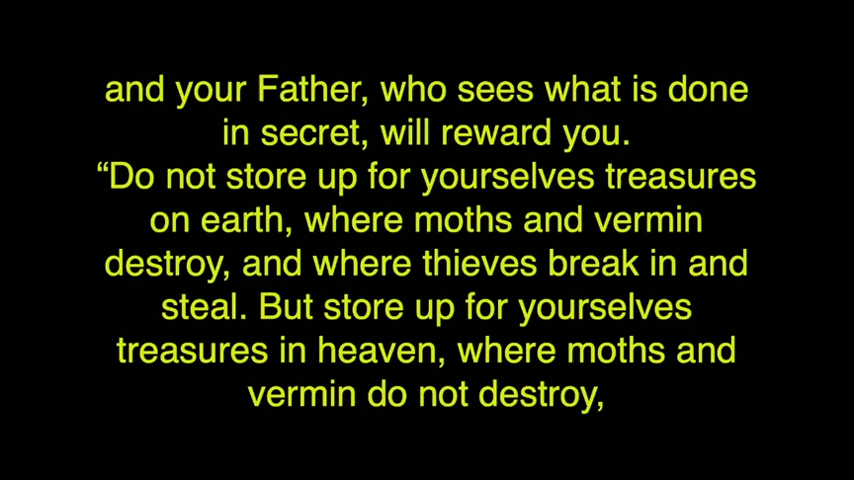 and your Father, who sees what is done
in secret, will reward you.
“Do not store up for yourselves treasures
on earth, where moths and vermin
destroy, and where thieves break in and
steal. But store up for yourselves
treasures in heaven, where moths and
vermin do not destroy,